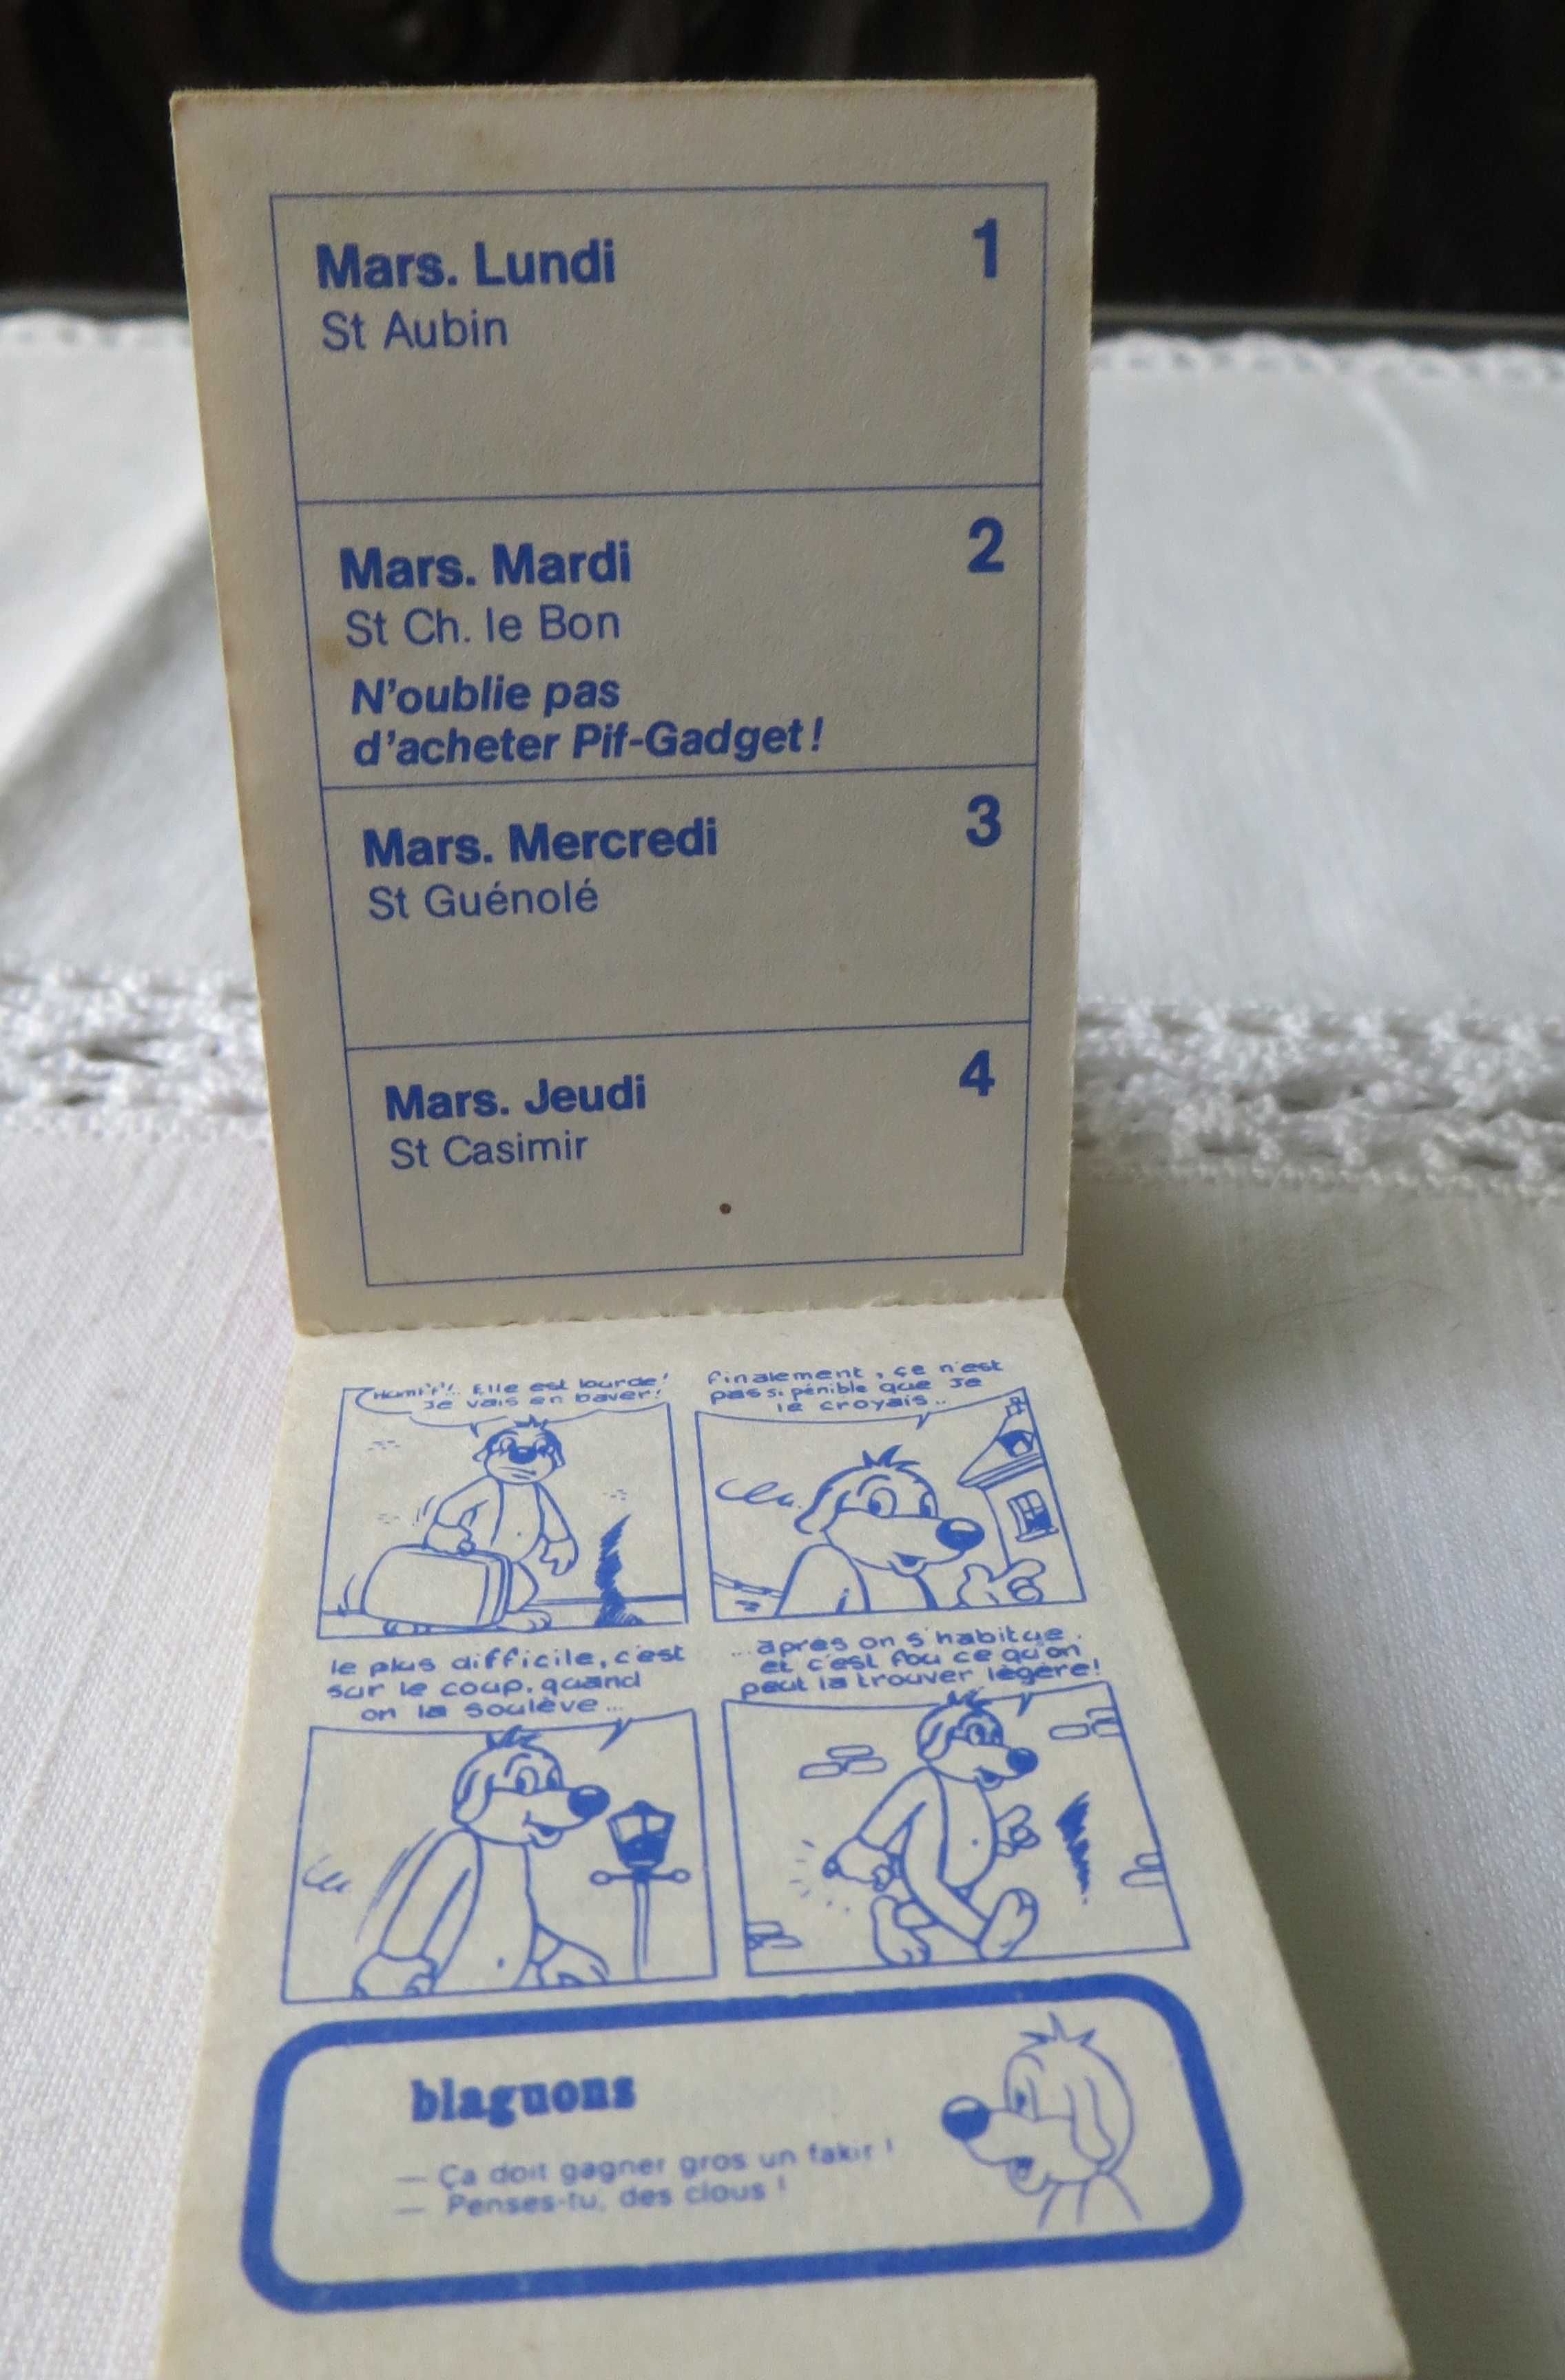 Mars. Lundi 1
St Aubin
Mars. Mardi 2
St Ch. le Bon
N'oublie pas
d'acheter Pif-Gadget!
Mars. Mercredi 3
St Guénolé
Mars. Jeudi 4
St Casimir
Elle est lourde!
Je vais en baver!
finalement, ce n'est
pas si pénible que je
le croyais..
le plus difficile, c'est
sur le coup, quand
on la soulève...
...après on s'habitue.
et c'est fou ce qu'on
peut la trouver légère!
blaguons
— Ça doit gagner gros un fakir !
— Penses-tu, des clous !